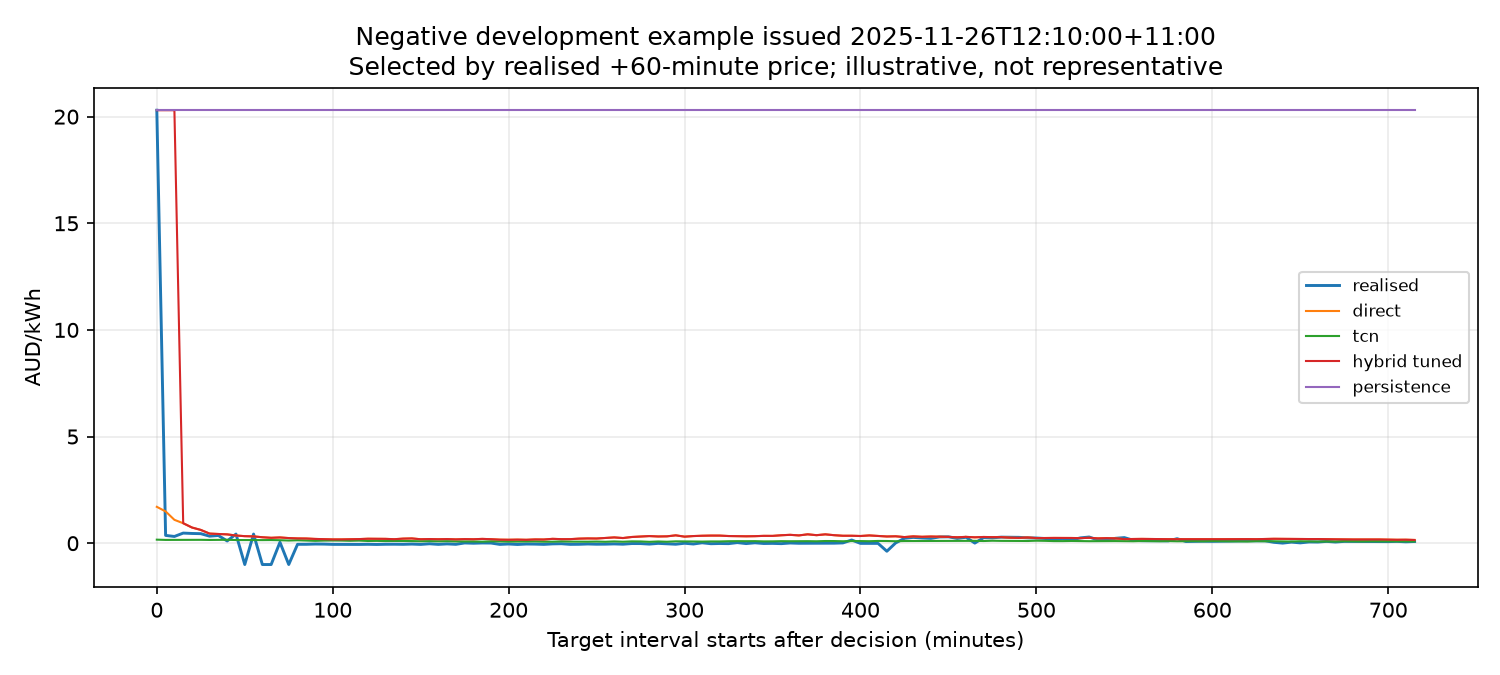 Negative development example issued 2025-11-26T12:10:00+11:00
Selected by realised +60-minute price; illustrative, not representative
AUD/kWh
20
15
10
5
0
realised
direct
tcn
hybrid tuned
persistence
0 100 200 300 400 500 600 700
Target interval starts after decision (minutes)